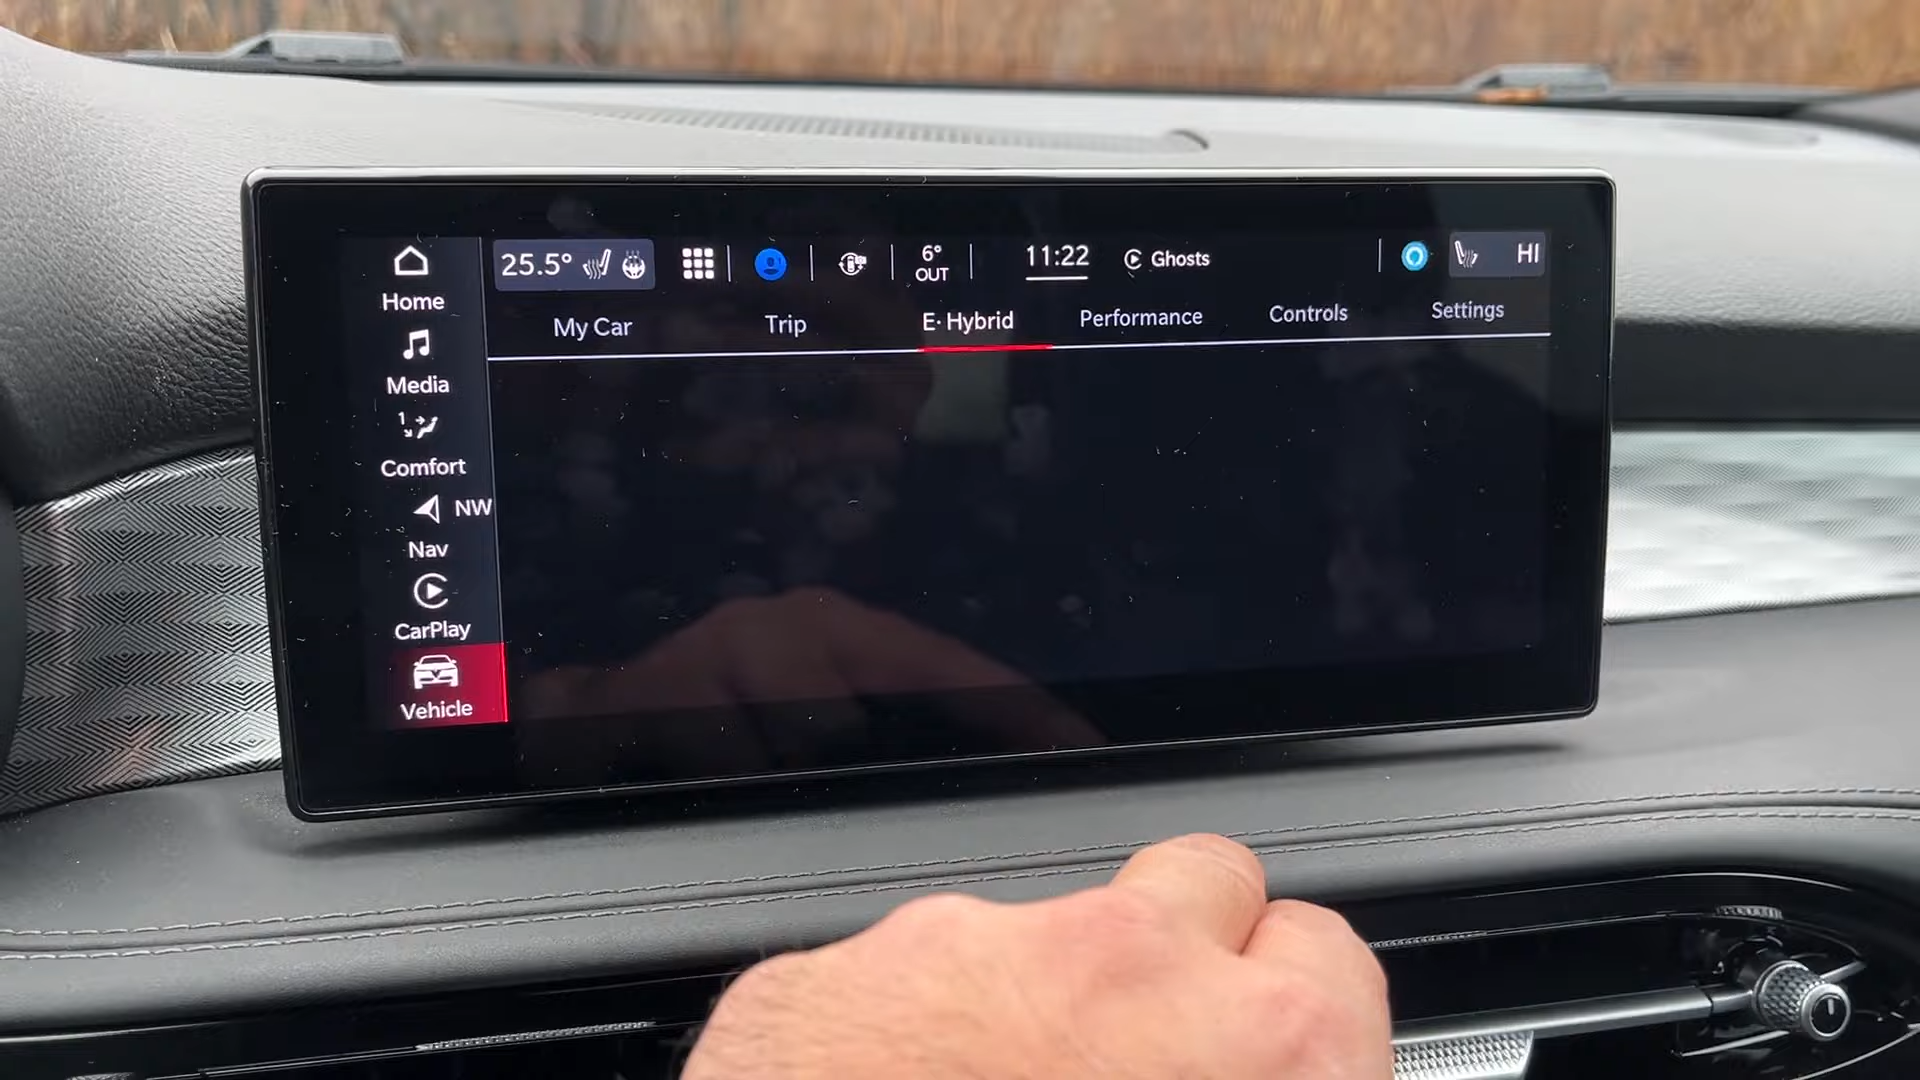 25.5°
6°
OUT
11:22
Ghosts
HI
My Car
Trip
E·Hybrid
Performance
Controls
Settings
Home
Media
1
Comfort
NW
Nav
CarPlay
Vehicle